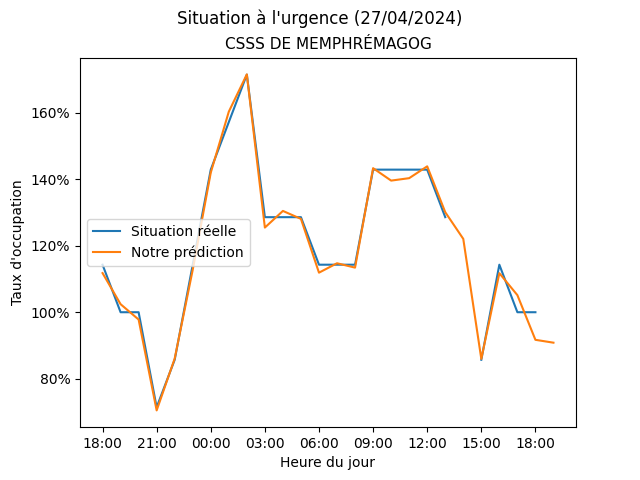 Situation à l'urgence (27/04/2024)
CSSS DE MEMPHRÉMAGOG
160%
140%
120%
100%
80%
Taux d'occupation
Situation réelle
Notre prédiction
18:00 21:00 00:00 03:00 06:00 09:00 12:00 15:00 18:00
Heure du jour